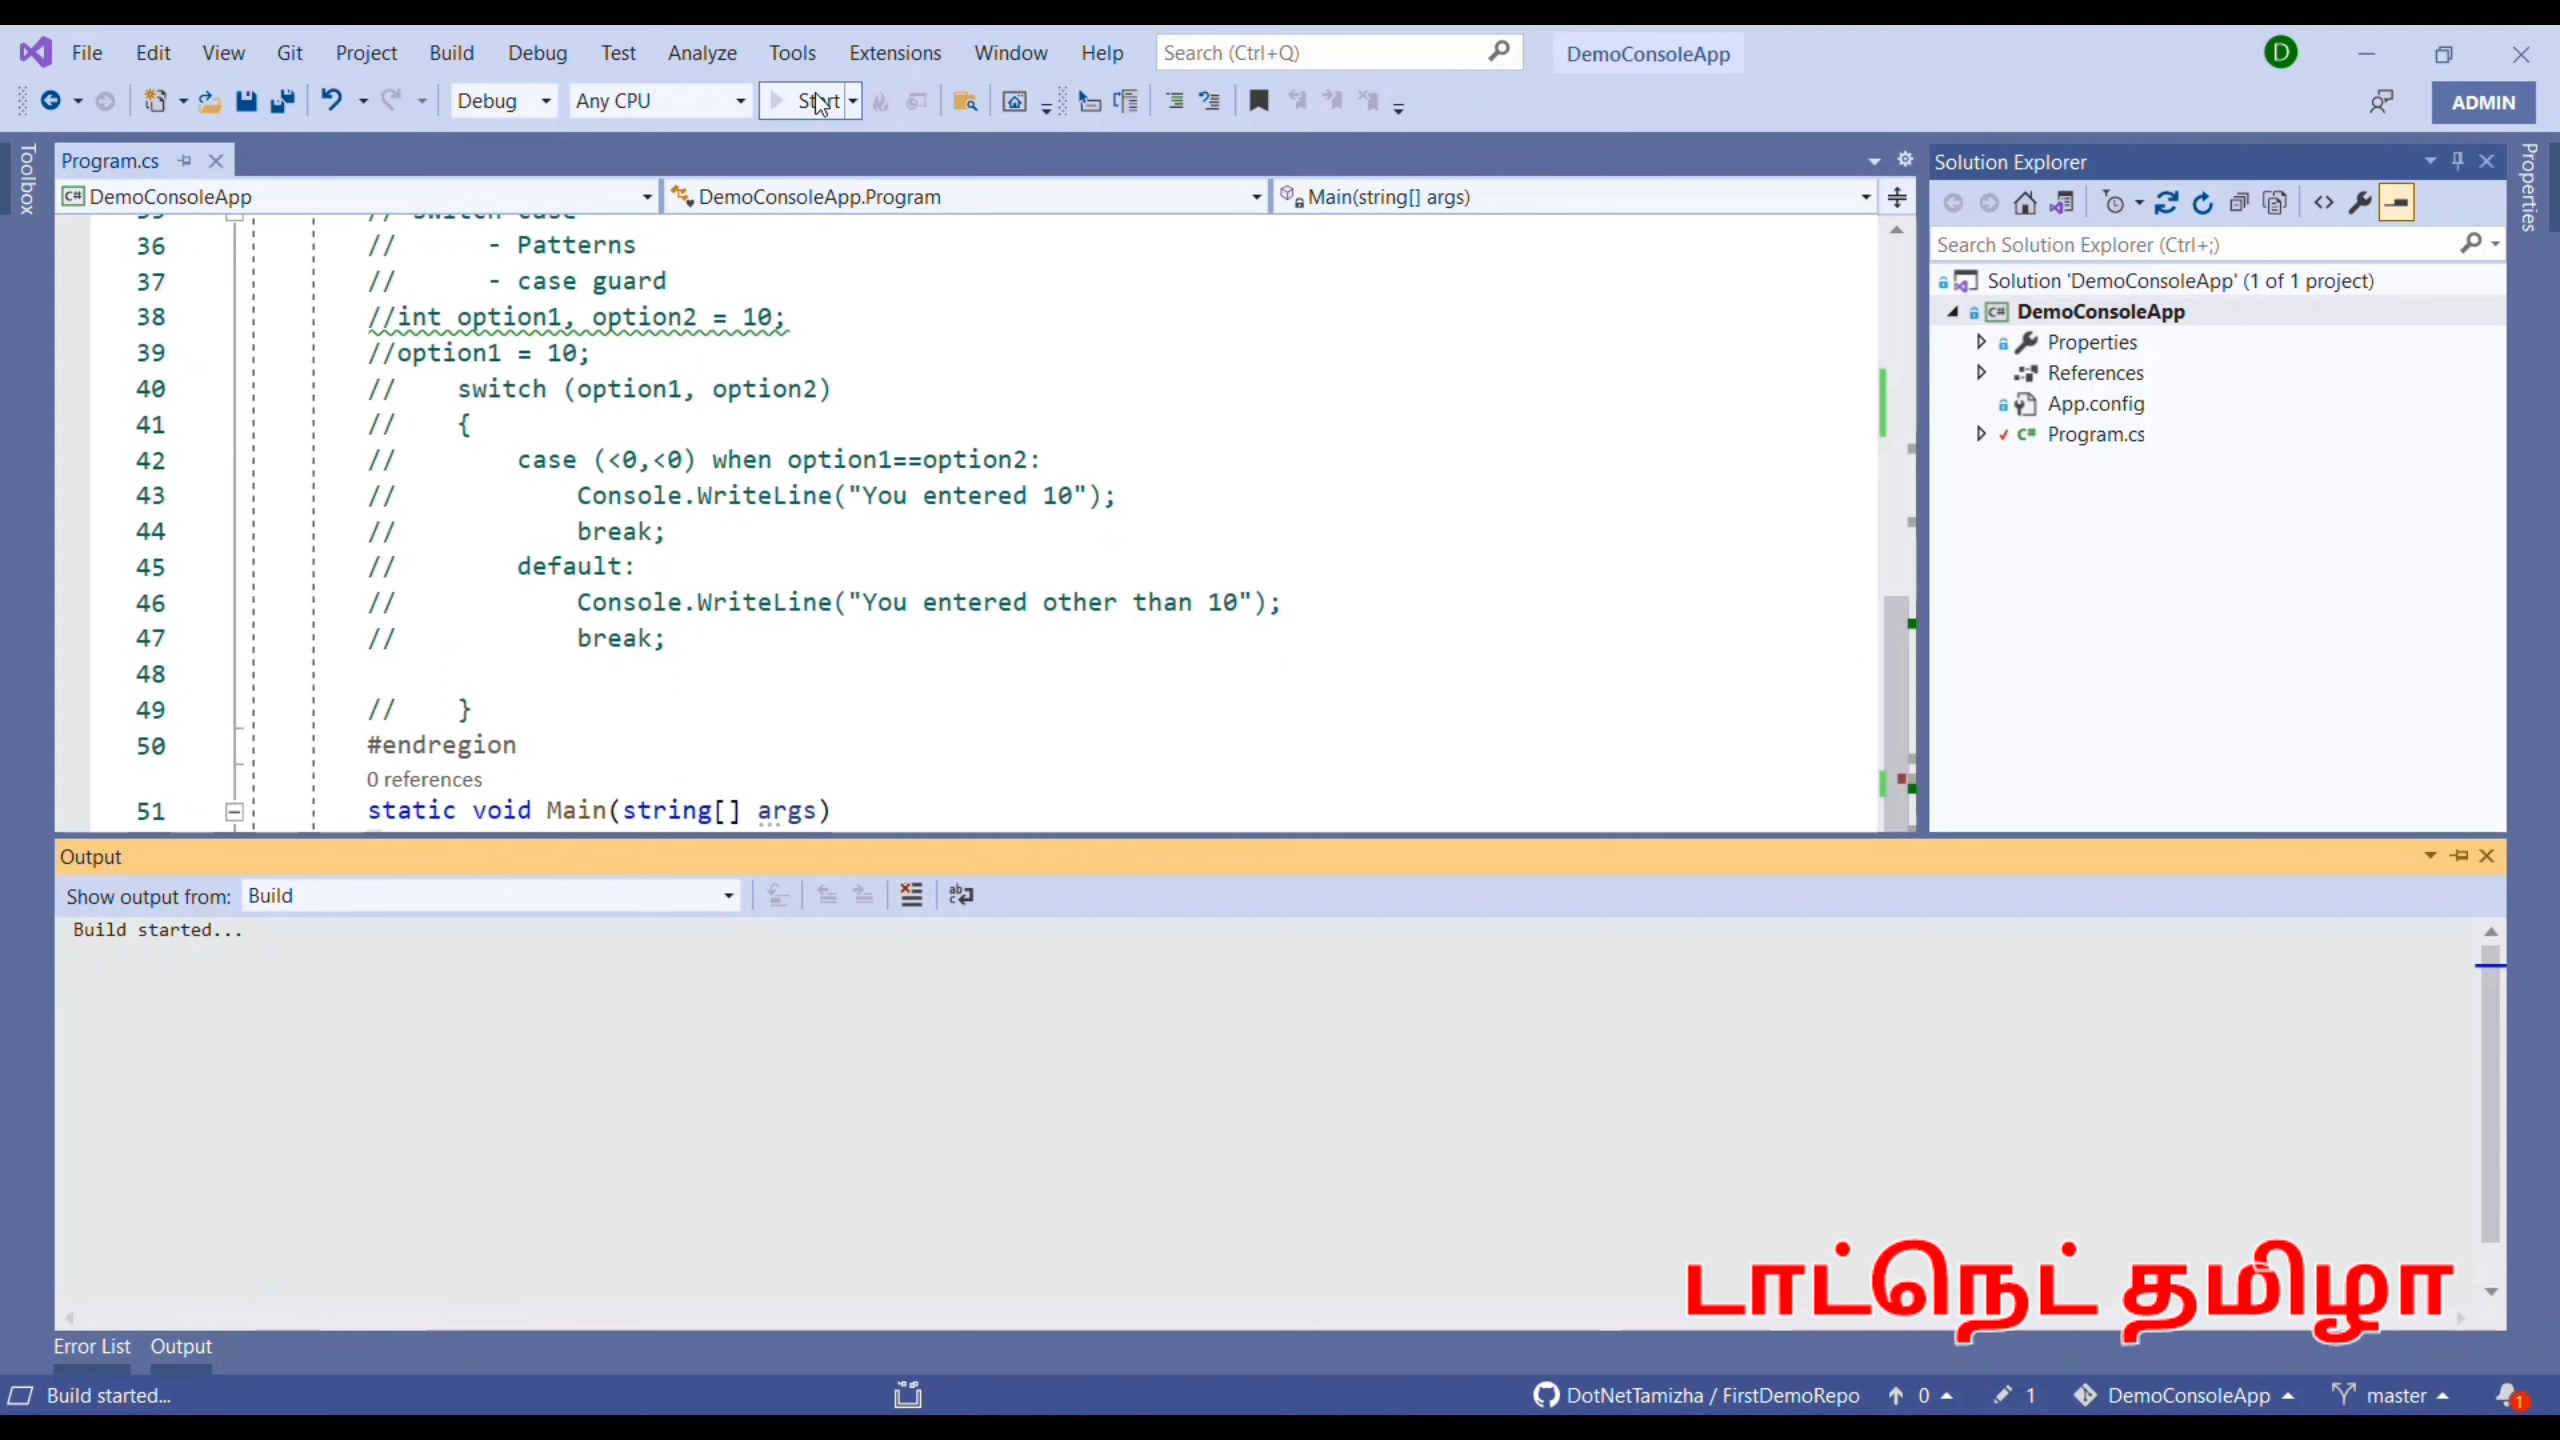 File Edit View Git Project Build Debug Test Analyze Tools Extensions Window Help Search (Ctrl+Q) DemoConsoleApp D
Debug Any CPU Start ADMIN
Toolbox
Program.cs
DemoConsoleApp DemoConsoleApp.Program Main(string[] args)
35 // switch case
36 // - Patterns
37 // - case guard
38 //int option1, option2 = 10;
39 //option1 = 10;
40 // switch (option1, option2)
41 // {
42 // case (<0,<0) when option1==option2:
43 // Console.WriteLine("You entered 10");
44 // break;
45 // default:
46 // Console.WriteLine("You entered other than 10");
47 // break;
48
49 // }
50 #endregion
0 references
51 static void Main(string[] args)
Solution Explorer
Search Solution Explorer (Ctrl+;)
Solution 'DemoConsoleApp' (1 of 1 project)
C# DemoConsoleApp
Properties
References
App.config
C# Program.cs
Properties
Output
Show output from: Build
Build started...
டாட்நெட் தமிழா
Error List Output
Build started... DotNetTamizha / FirstDemoRepo 0 1 DemoConsoleApp master 1